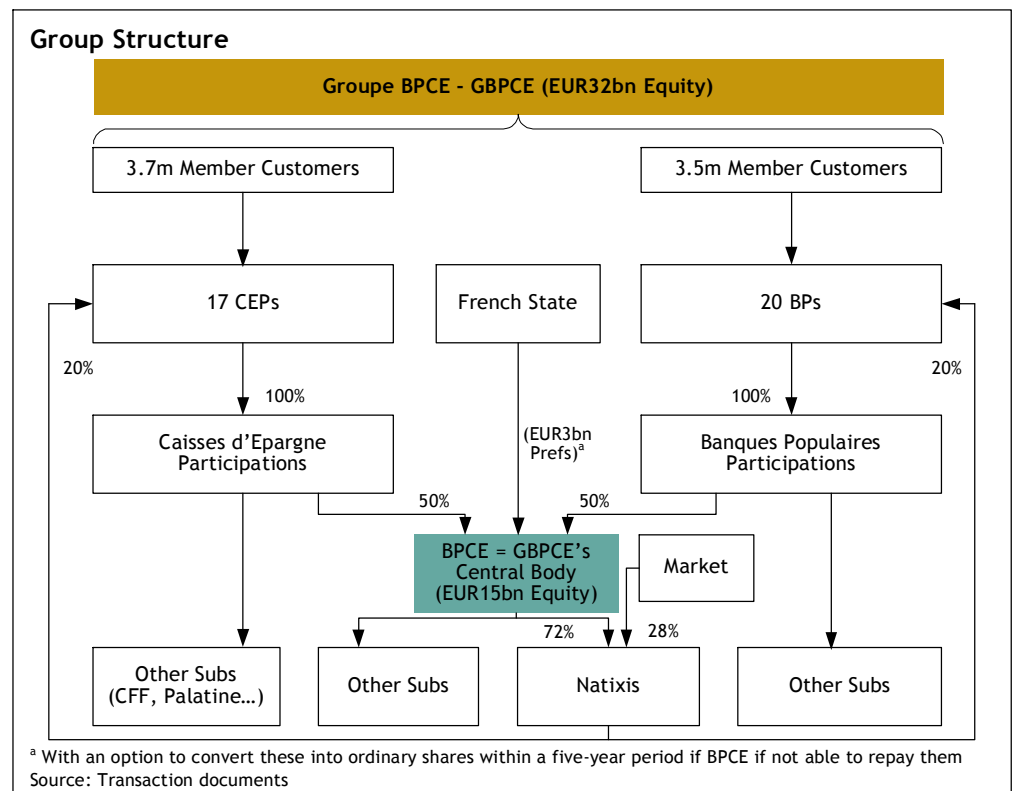 Group Structure
Groupe BPCE - GBPCE (EUR32bn Equity)
3.7m Member Customers
3.5m Member Customers
17 CEPs
French State
20 BPs
20%
20%
100%
100%
Caisses d’Epargne
Participations
(EUR3bn
Prefs)ᵃ
Banques Populaires
Participations
50%
50%
BPCE = GBPCE’s
Central Body
(EUR15bn Equity)
Market
72%
28%
Other Subs
(CFF, Palatine…)
Other Subs
Natixis
Other Subs
ᵃ With an option to convert these into ordinary shares within a five-year period if BPCE if not able to repay them
Source: Transaction documents